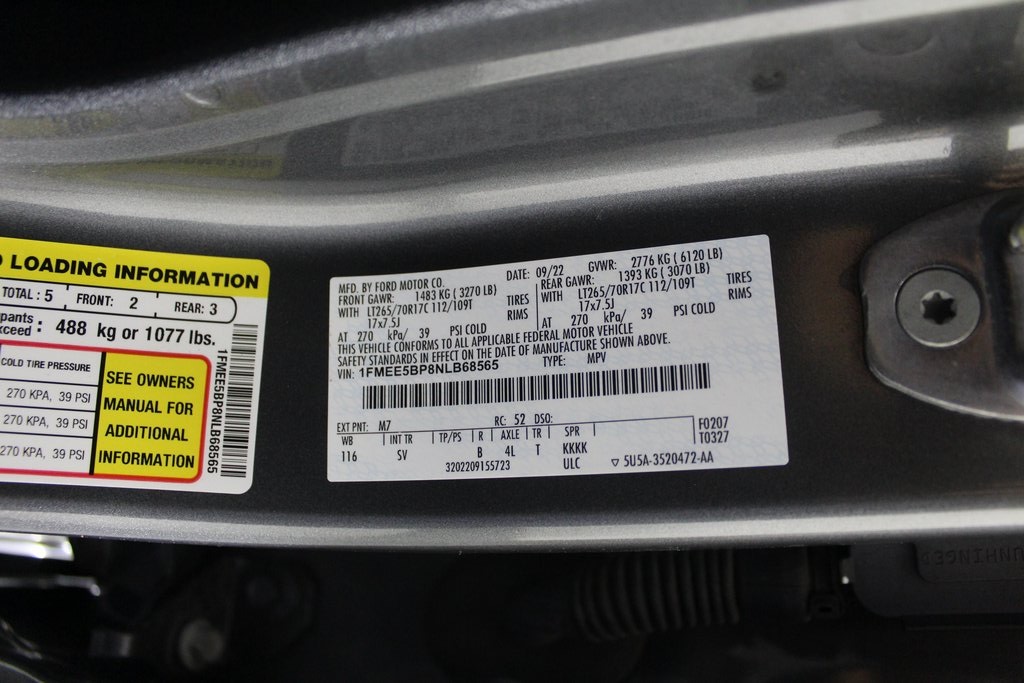 LOADING INFORMATION
TOTAL : 5 FRONT: 2 REAR: 3
488 kg or 1077 lbs.
COLD TIRE PRESSURE
270 KPA, 39 PSI
270 KPA, 39 PSI
270 KPA, 39 PSI
SEE OWNERS
MANUAL FOR
ADDITIONAL
INFORMATION
1FMEE5BP8NLB68565
MFD. BY FORD MOTOR CO. DATE: 09/22 GVWR: 2776 KG ( 6120 LB)
FRONT GAWR: 1483 KG ( 3270 LB) REAR GAWR: 1393 KG ( 3070 LB)
WITH LT265/70R17C 112/109T TIRES WITH LT265/70R17C 112/109T TIRES
17x7.5J RIMS 17x7.5J RIMS
AT 270 kPa/ 39 PSI COLD AT 270 kPa/ 39 PSI COLD
THIS VEHICLE CONFORMS TO ALL APPLICABLE FEDERAL MOTOR VEHICLE
SAFETY STANDARDS IN EFFECT ON THE DATE OF MANUFACTURE SHOWN ABOVE.
VIN: 1FMEE5BP8NLB68565 TYPE: MPV
EXT PNT: M7 RC: 52 DSO:
WB INT TR TP/PS R AXLE TR SPR F0207
116 SV B 4L T KKKK T0327
3202209155723 ULC 5U5A-3520472-AA